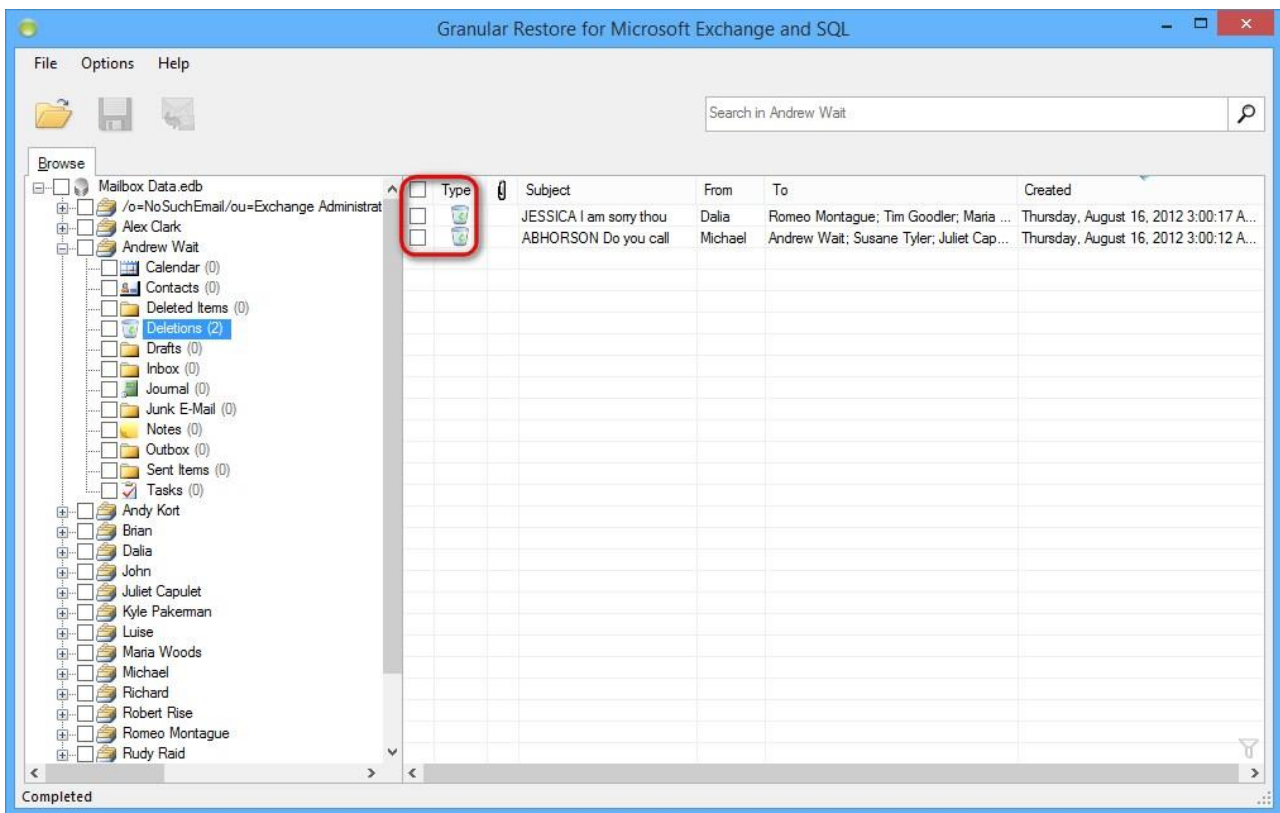 Granular Restore for Microsoft Exchange and SQL
File Options Help
Search in Andrew Wait
Browse
Mailbox Data.edb
/o=NoSuchEmail/ou=Exchange Administrat
Alex Clark
Andrew Wait
Calendar (0)
Contacts (0)
Deleted Items (0)
Deletions (2)
Drafts (0)
Inbox (0)
Journal (0)
Junk E-Mail (0)
Notes (0)
Outbox (0)
Sent Items (0)
Tasks (0)
Andy Kort
Brian
Dalia
John
Juliet Capulet
Kyle Pakerman
Luise
Maria Woods
Michael
Richard
Robert Rise
Romeo Montague
Rudy Raid
Type Subject From To Created
JESSICA I am sorry thou Dalia Romeo Montague; Tim Goodler; Maria ... Thursday, August 16, 2012 3:00:17 A...
ABHORSON Do you call Michael Andrew Wait; Susane Tyler; Juliet Cap... Thursday, August 16, 2012 3:00:12 A...
Completed